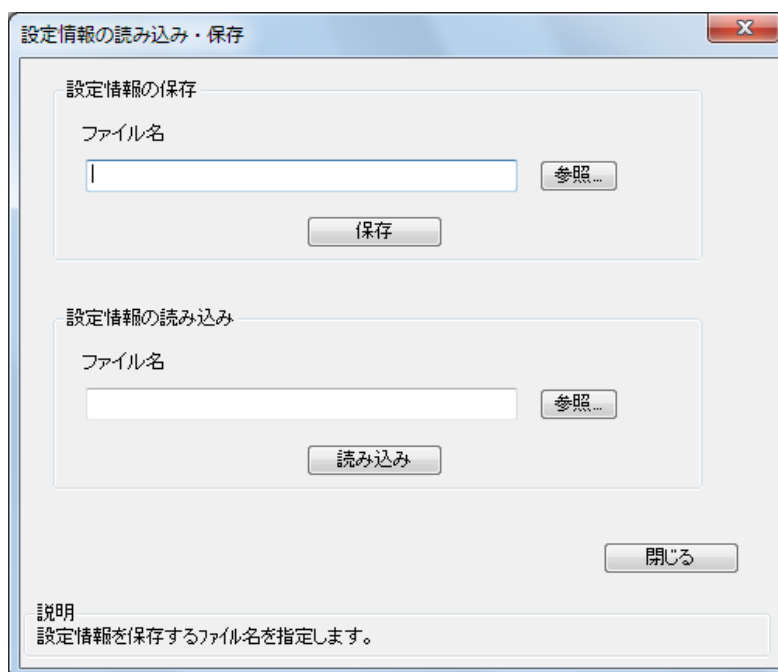 設定情報の読み込み・保存
設定情報の保存
ファイル名
参照...
保存
設定情報の読み込み
ファイル名
参照...
読み込み
閉じる
説明
設定情報を保存するファイル名を指定します。